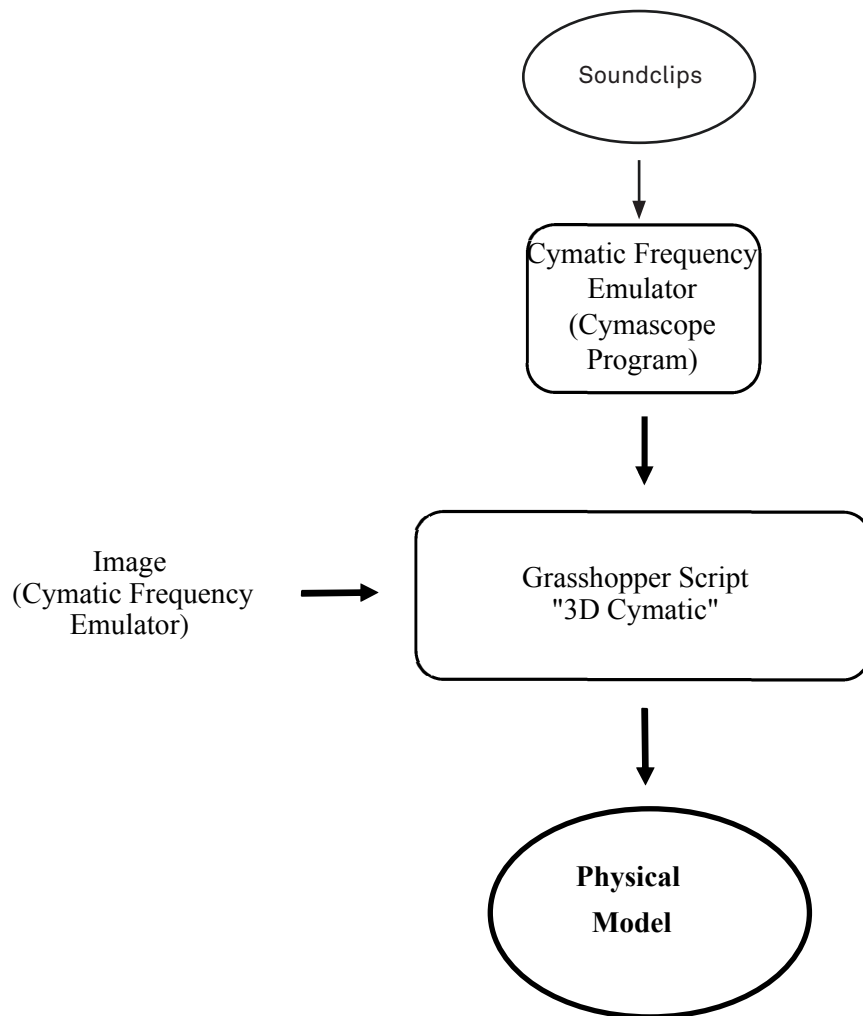 Soundclips
Cymatic Frequency
Emulator
(Cymascope
Program)
Image
(Cymatic Frequency
Emulator)
Grasshopper Script
"3D Cymatic"
Physical
Model